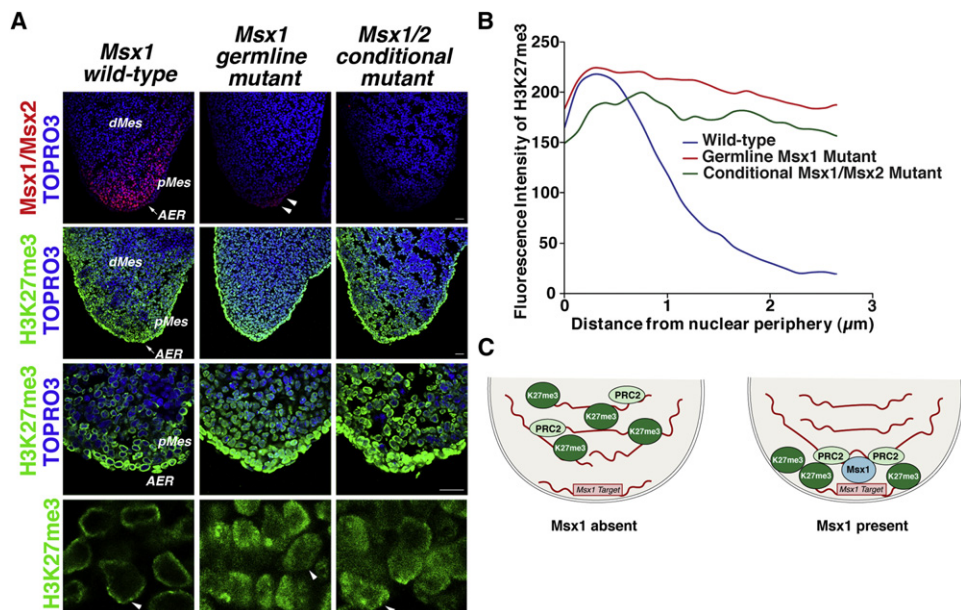 A
Msx1
wild-type
Msx1
germline
mutant
Msx1/2
conditional
mutant
Msx1/Msx2
TOPRO3
dMes
pMes
AER
H3K27me3
TOPRO3
dMes
pMes
AER
H3K27me3
TOPRO3
pMes
AER
H3K27me3
B
Fluorescence Intensity of H3K27me3
250
200
150
100
50
0
0
1
2
3
Distance from nuclear periphery (µm)
Wild-type
Germline Msx1 Mutant
Conditional Msx1/Msx2 Mutant
C
K27me3
PRC2
K27me3
PRC2
K27me3
K27me3
Msx1 Target
Msx1 absent
PRC2
PRC2
K27me3
K27me3
Msx1
K27me3
Msx1 Target
Msx1 present